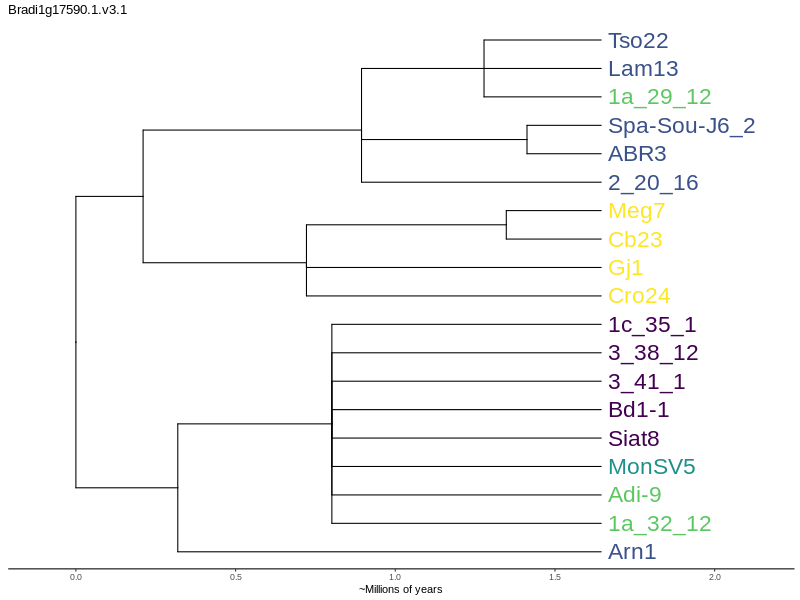 Bradi1g17590.1.v3.1
Tso22
Lam13
1a_29_12
Spa-Sou-J6_2
ABR3
2_20_16
Meg7
Cb23
Gj1
Cro24
1c_35_1
3_38_12
3_41_1
Bd1-1
Siat8
MonSV5
Adi-9
1a_32_12
Arn1
0.0 0.5 1.0 1.5 2.0
~Millions of years